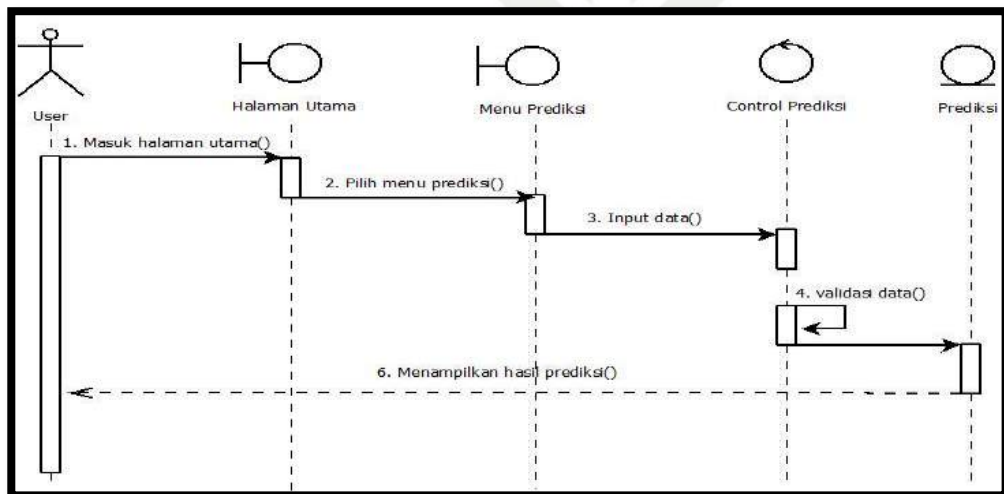 User
Halaman Utama
Menu Prediksi
Control Prediksi
Prediksi
1. Masuk halaman utama()
2. Pilih menu prediksi()
3. Input data()
4. validasi data()
6. Menampilkan hasil prediksi()